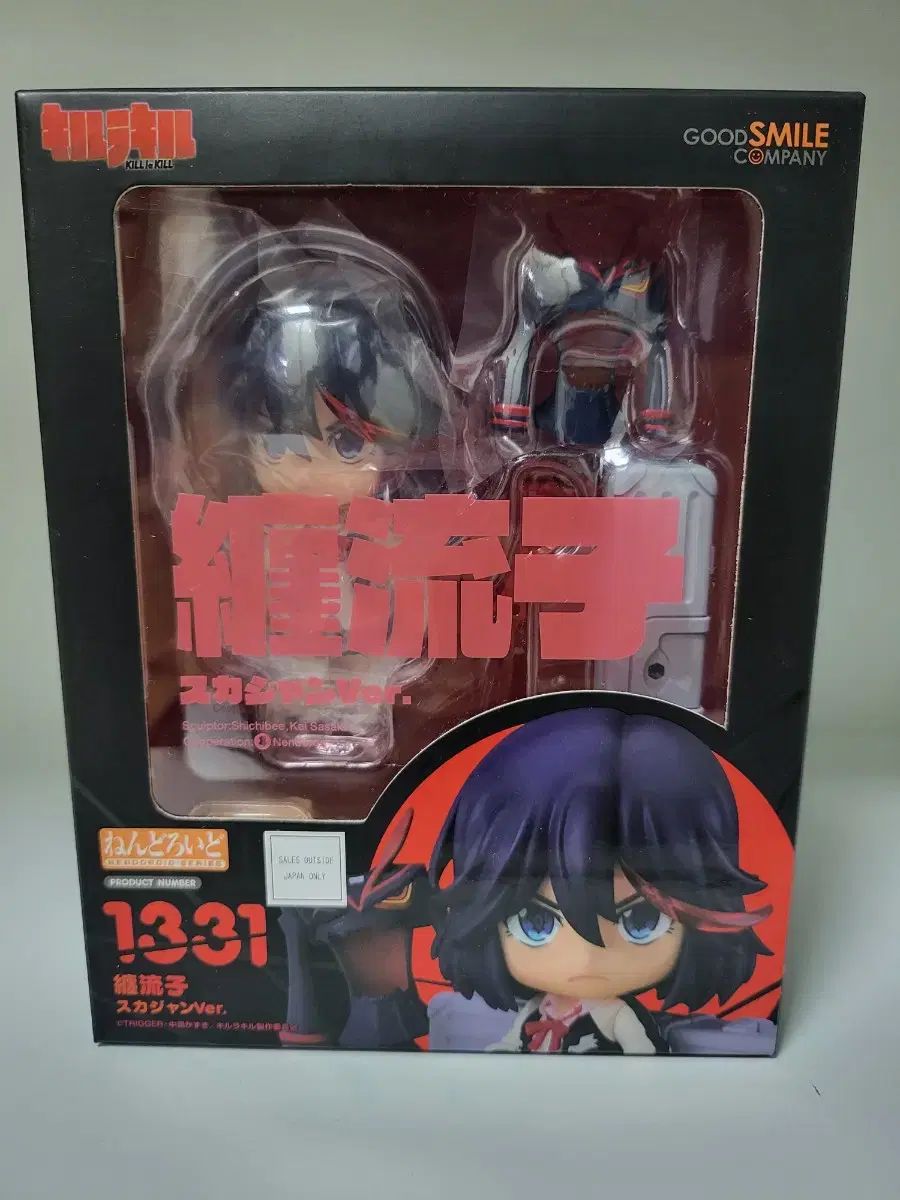 キルラキル
KILL la KILL
GOOD SMILE
COMPANY
纏流子
スカジャンVer.
Sculptor:Shichibee,Kei Sasak
ねんどろいど
NENDOROID SERIES
PRODUCT NUMBER
SALES OUTSIDE
JAPAN ONLY
1331
纏流子
スカジャンVer.
©TRIGGER・中島かずき／キルラキル製作委員会